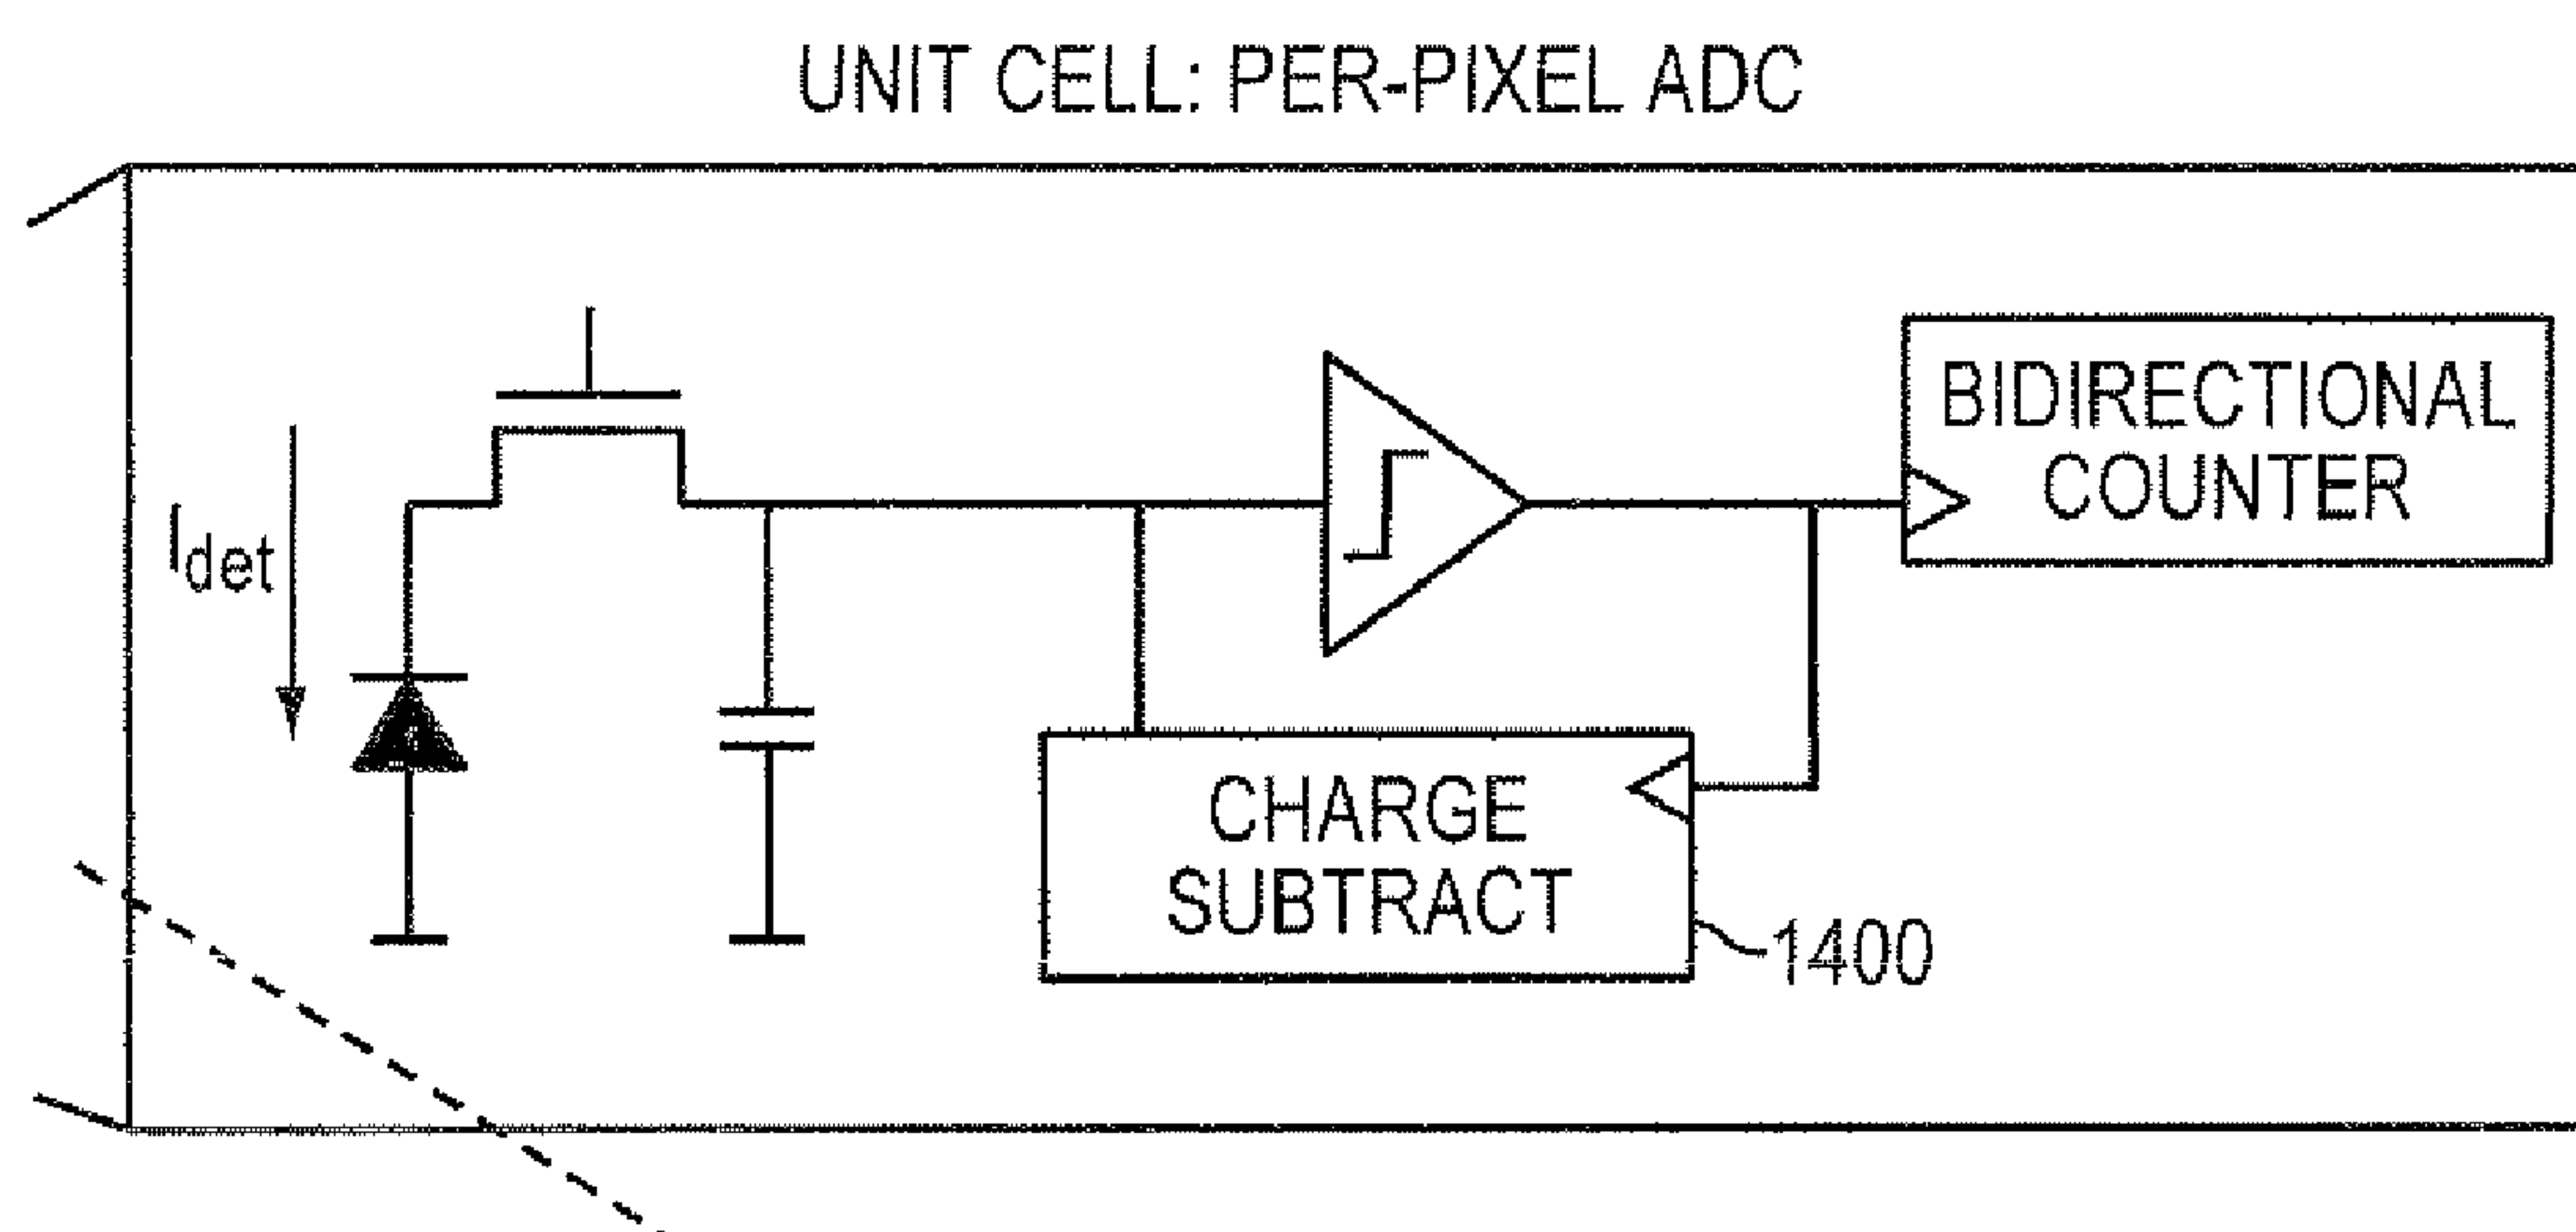 UNIT CELL: PER-PIXEL ADC
Idet
BIDIRECTIONAL
COUNTER
CHARGE
SUBTRACT
1400